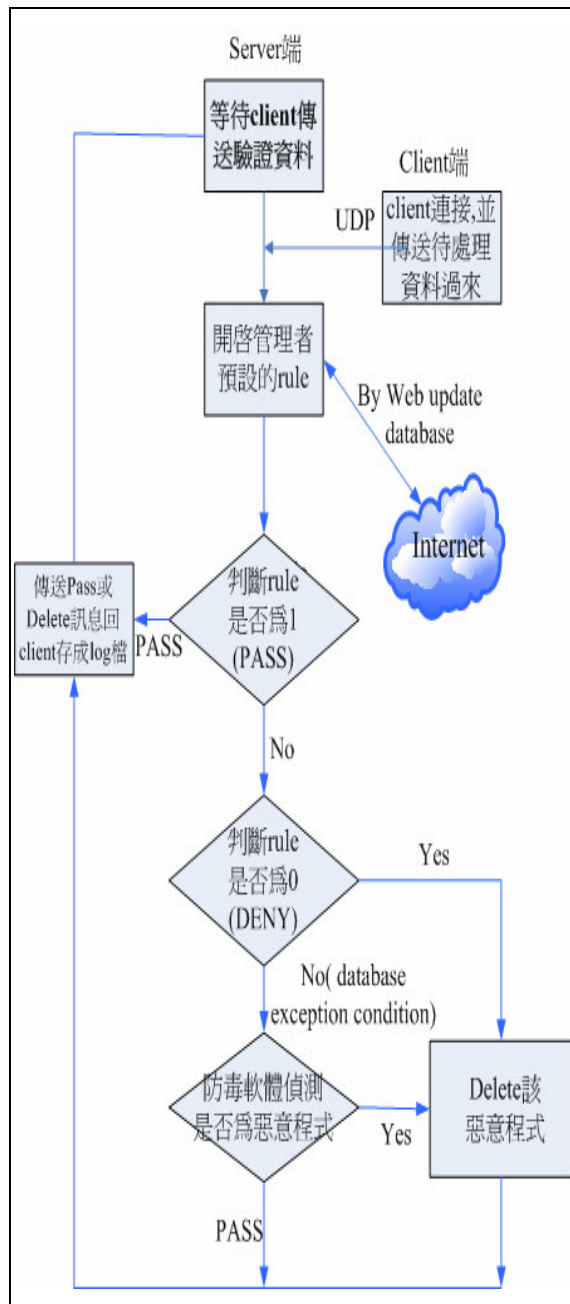 Server端
等待client傳
送驗證資料
Client端
UDP
client連接,並
傳送待處理
資料過來
開啟管理者
預設的rule
By Web update
database
Internet
判斷rule
是否為1
(PASS)
PASS
傳送Pass或
Delete訊息回
client存成log檔
No
判斷rule
是否為0
(DENY)
Yes
No( database
exception condition)
防毒軟體偵測
是否為惡意程式
Yes
Delete該
惡意程式
PASS